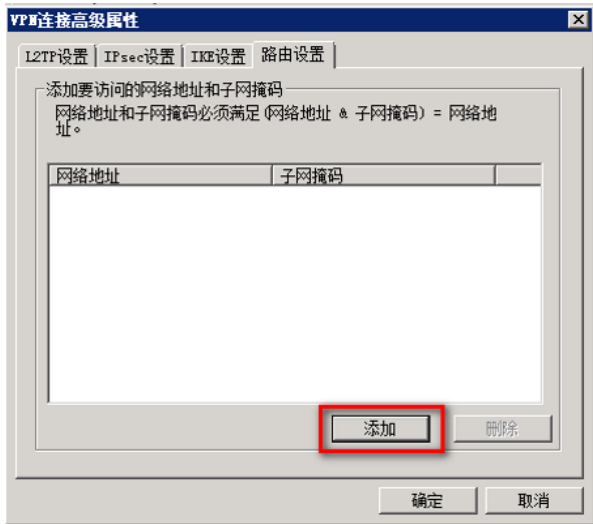 VPN连接高级属性
L2TP设置 IPsec设置 IKE设置 路由设置
添加要访问的网络地址和子网掩码
网络地址和子网掩码必须满足(网络地址 & 子网掩码) = 网络地
址。
网络地址 子网掩码
添加 删除
确定 取消